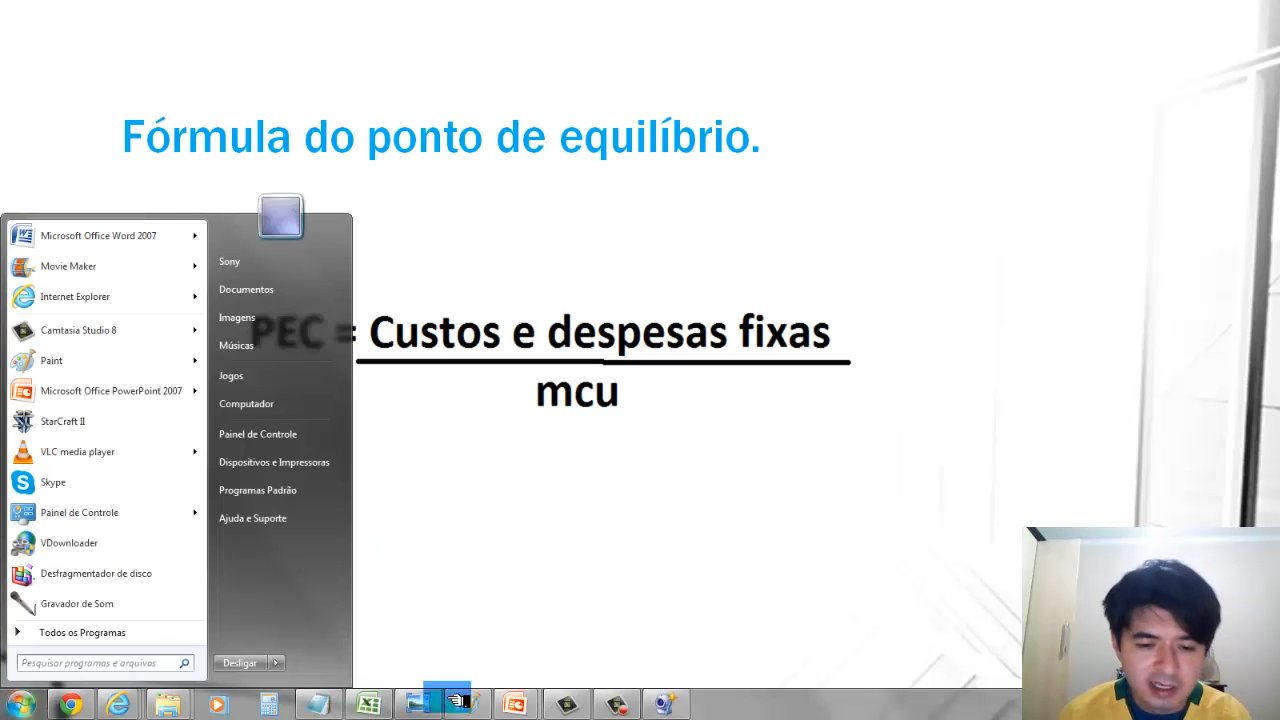 Fórmula do ponto de equilíbrio.
PEC = Custos e despesas fixas
mcu
Microsoft Office Word 2007
Movie Maker
Internet Explorer
Camtasia Studio 8
Paint
Microsoft Office PowerPoint 2007
StarCraft II
VLC media player
Skype
Painel de Controle
VDownloader
Desfragmentador de disco
Gravador de Som
Todos os Programas
Pesquisar programas e arquivos
Sony
Documentos
Imagens
Músicas
Jogos
Computador
Painel de Controle
Dispositivos e Impressoras
Programas Padrão
Ajuda e Suporte
Desligar